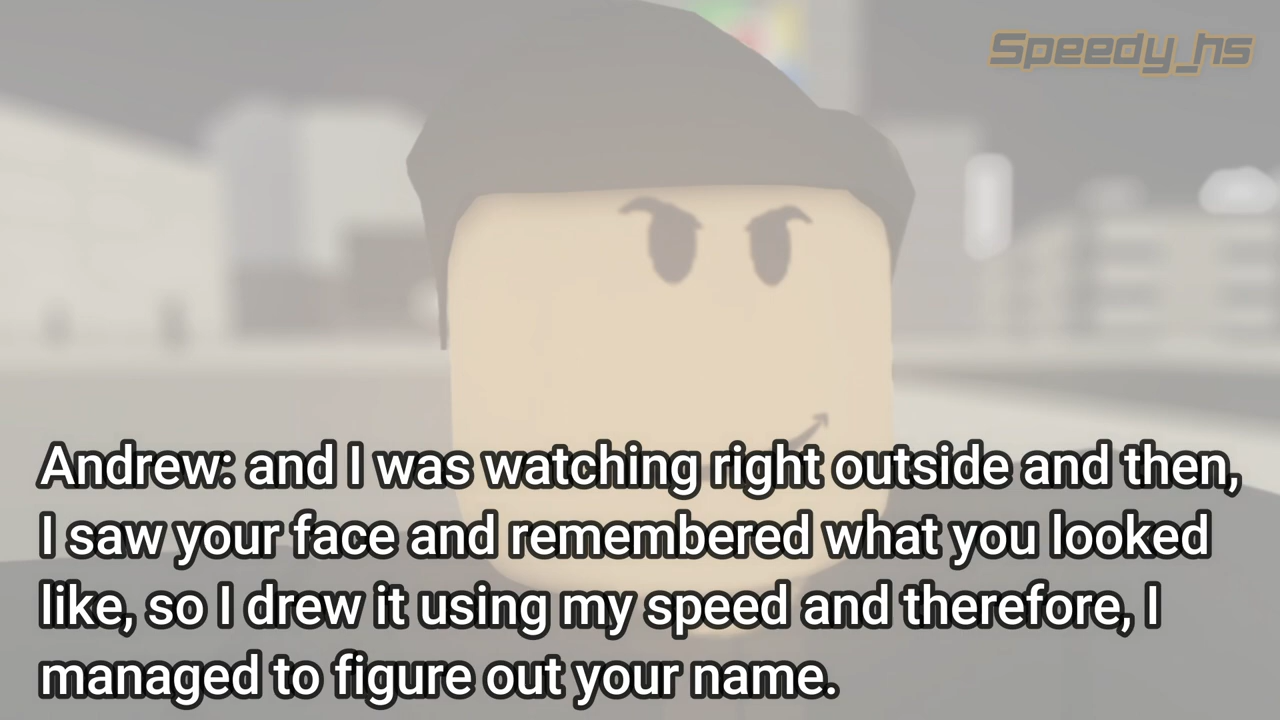 Speedy_hs
Andrew: and I was watching right outside and then,
I saw your face and remembered what you looked
like, so I drew it using my speed and therefore, I
managed to figure out your name.